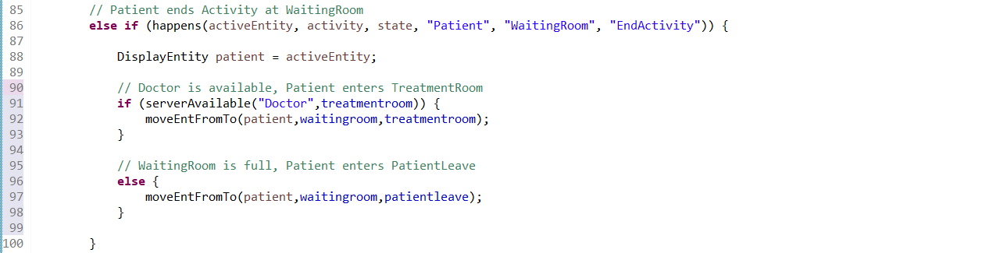 85 // Patient ends Activity at WaitingRoom
86 else if (happens(activeEntity, activity, state, "Patient", "WaitingRoom", "EndActivity")) {
87
88 DisplayEntity patient = activeEntity;
89
90 // Doctor is available, Patient enters TreatmentRoom
91 if (serverAvailable("Doctor",treatmentroom)) {
92 moveEntFromTo(patient,waitingroom,treatmentroom);
93 }
94
95 // WaitingRoom is full, Patient enters PatientLeave
96 else {
97 moveEntFromTo(patient,waitingroom,patientleave);
98 }
99
100 }